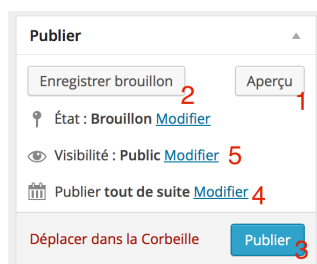 Publier
Enregistrer brouillon 2 Aperçu 1
État : Brouillon Modifier
Visibilité : Public Modifier 5
Publier tout de suite Modifier 4
Déplacer dans la Corbeille Publier 3